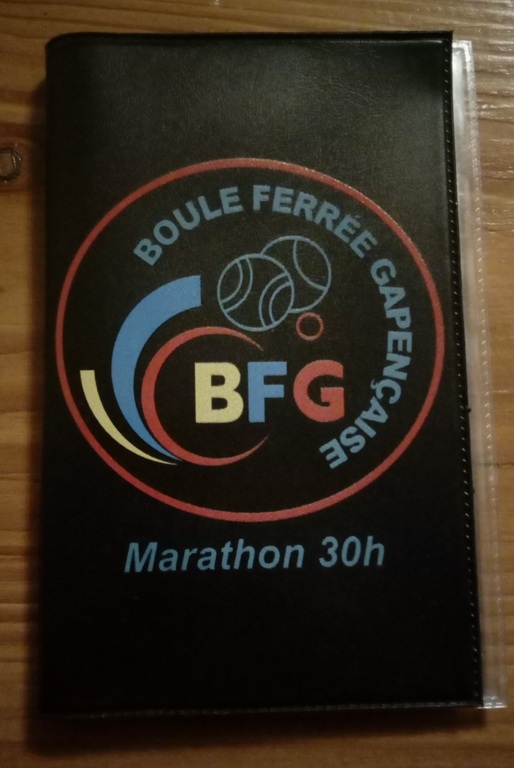 BOULE FERRÉE GAPENÇAISE
BFG
Marathon 30h